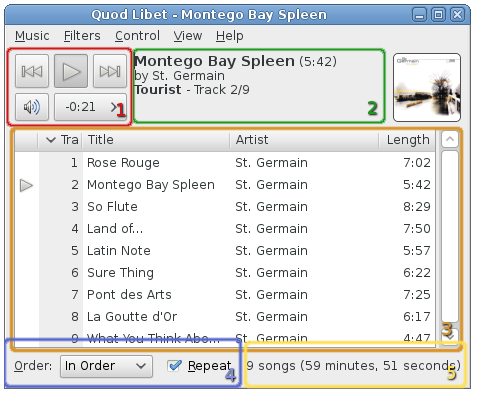 Quod Libet - Montego Bay Spleen
Music Filters Control View Help
Montego Bay Spleen (5:42)
by St. Germain
Tourist - Track 2/9
-0:21
1
2
Tra Title Artist Length
1 Rose Rouge St. Germain 7:02
2 Montego Bay Spleen St. Germain 5:42
3 So Flute St. Germain 8:29
4 Land of... St. Germain 7:50
5 Latin Note St. Germain 5:57
6 Sure Thing St. Germain 6:22
7 Pont des Arts St. Germain 7:25
8 La Goutte d'Or St. Germain 6:17
9 What You Think Abo... St. Germain 4:47
3
Order: In Order Repeat 4
9 songs (59 minutes, 51 seconds) 5